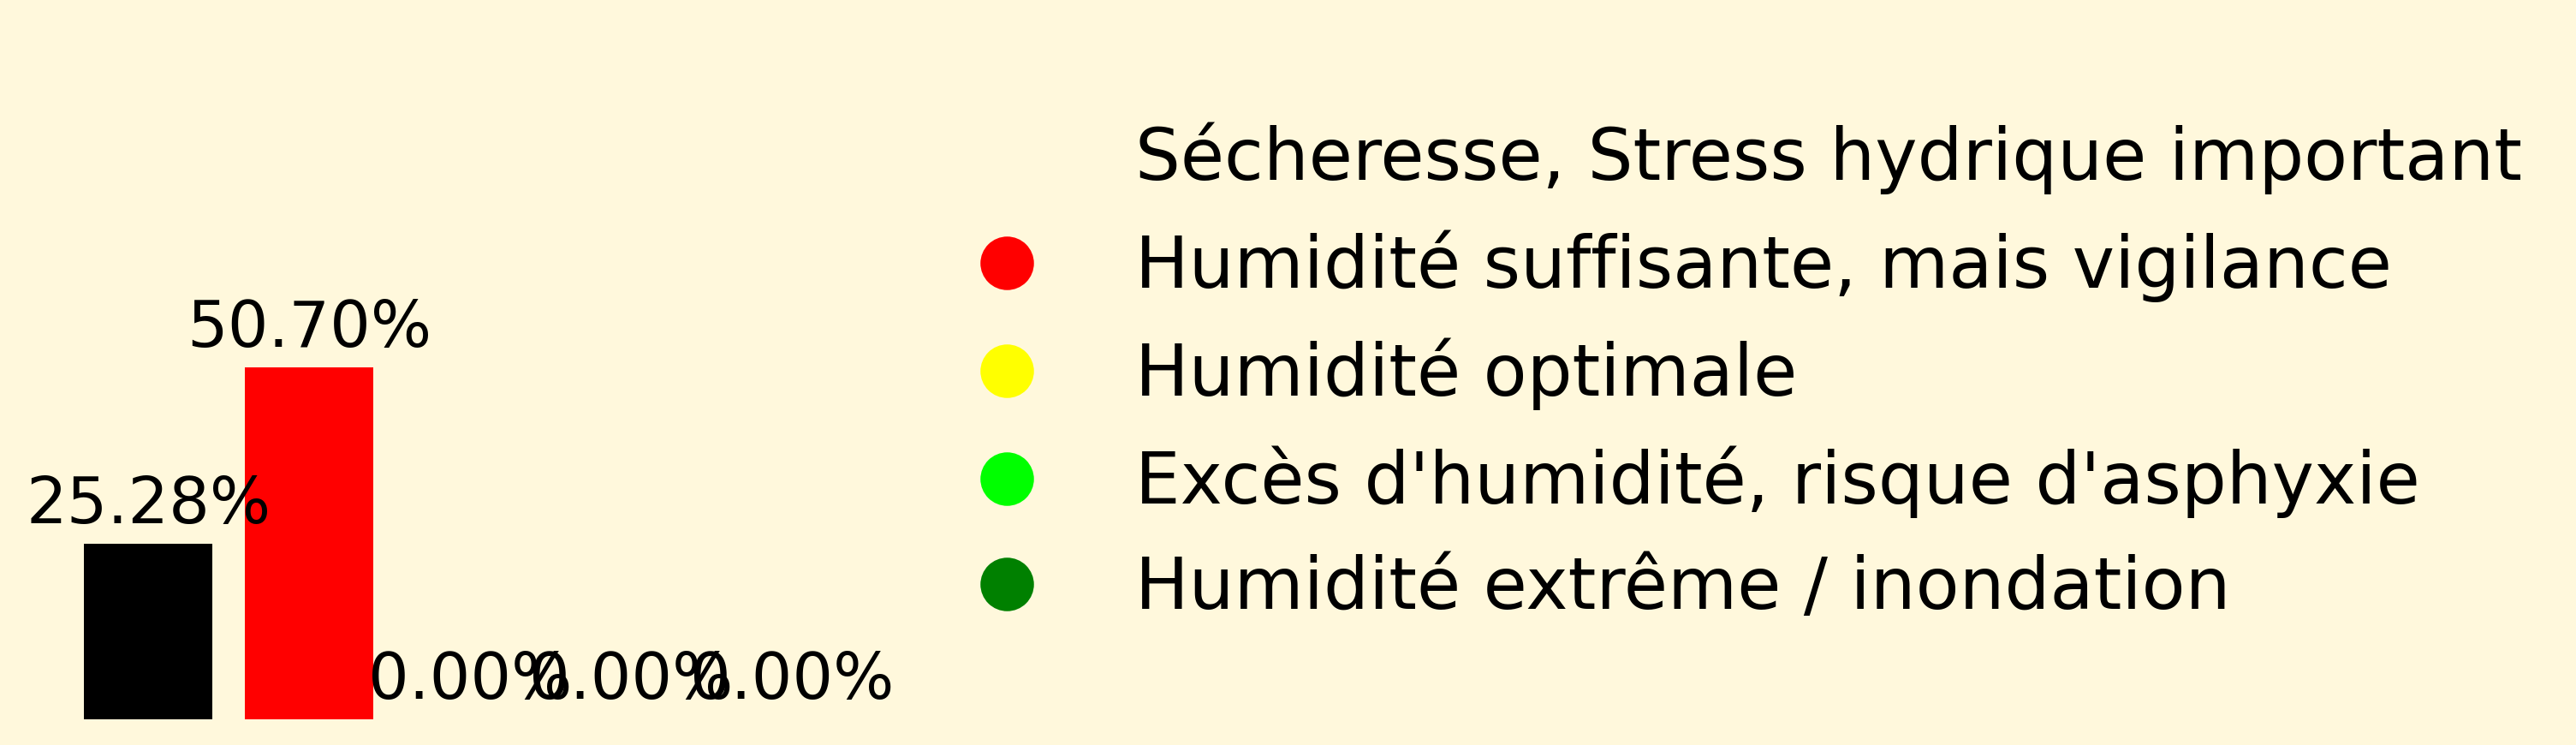 Sécheresse, Stress hydrique important
Humidité suffisante, mais vigilance
Humidité optimale
Excès d'humidité, risque d'asphyxie
Humidité extrême / inondation
50.70%
25.28%
0.00% 0.00% 0.00%